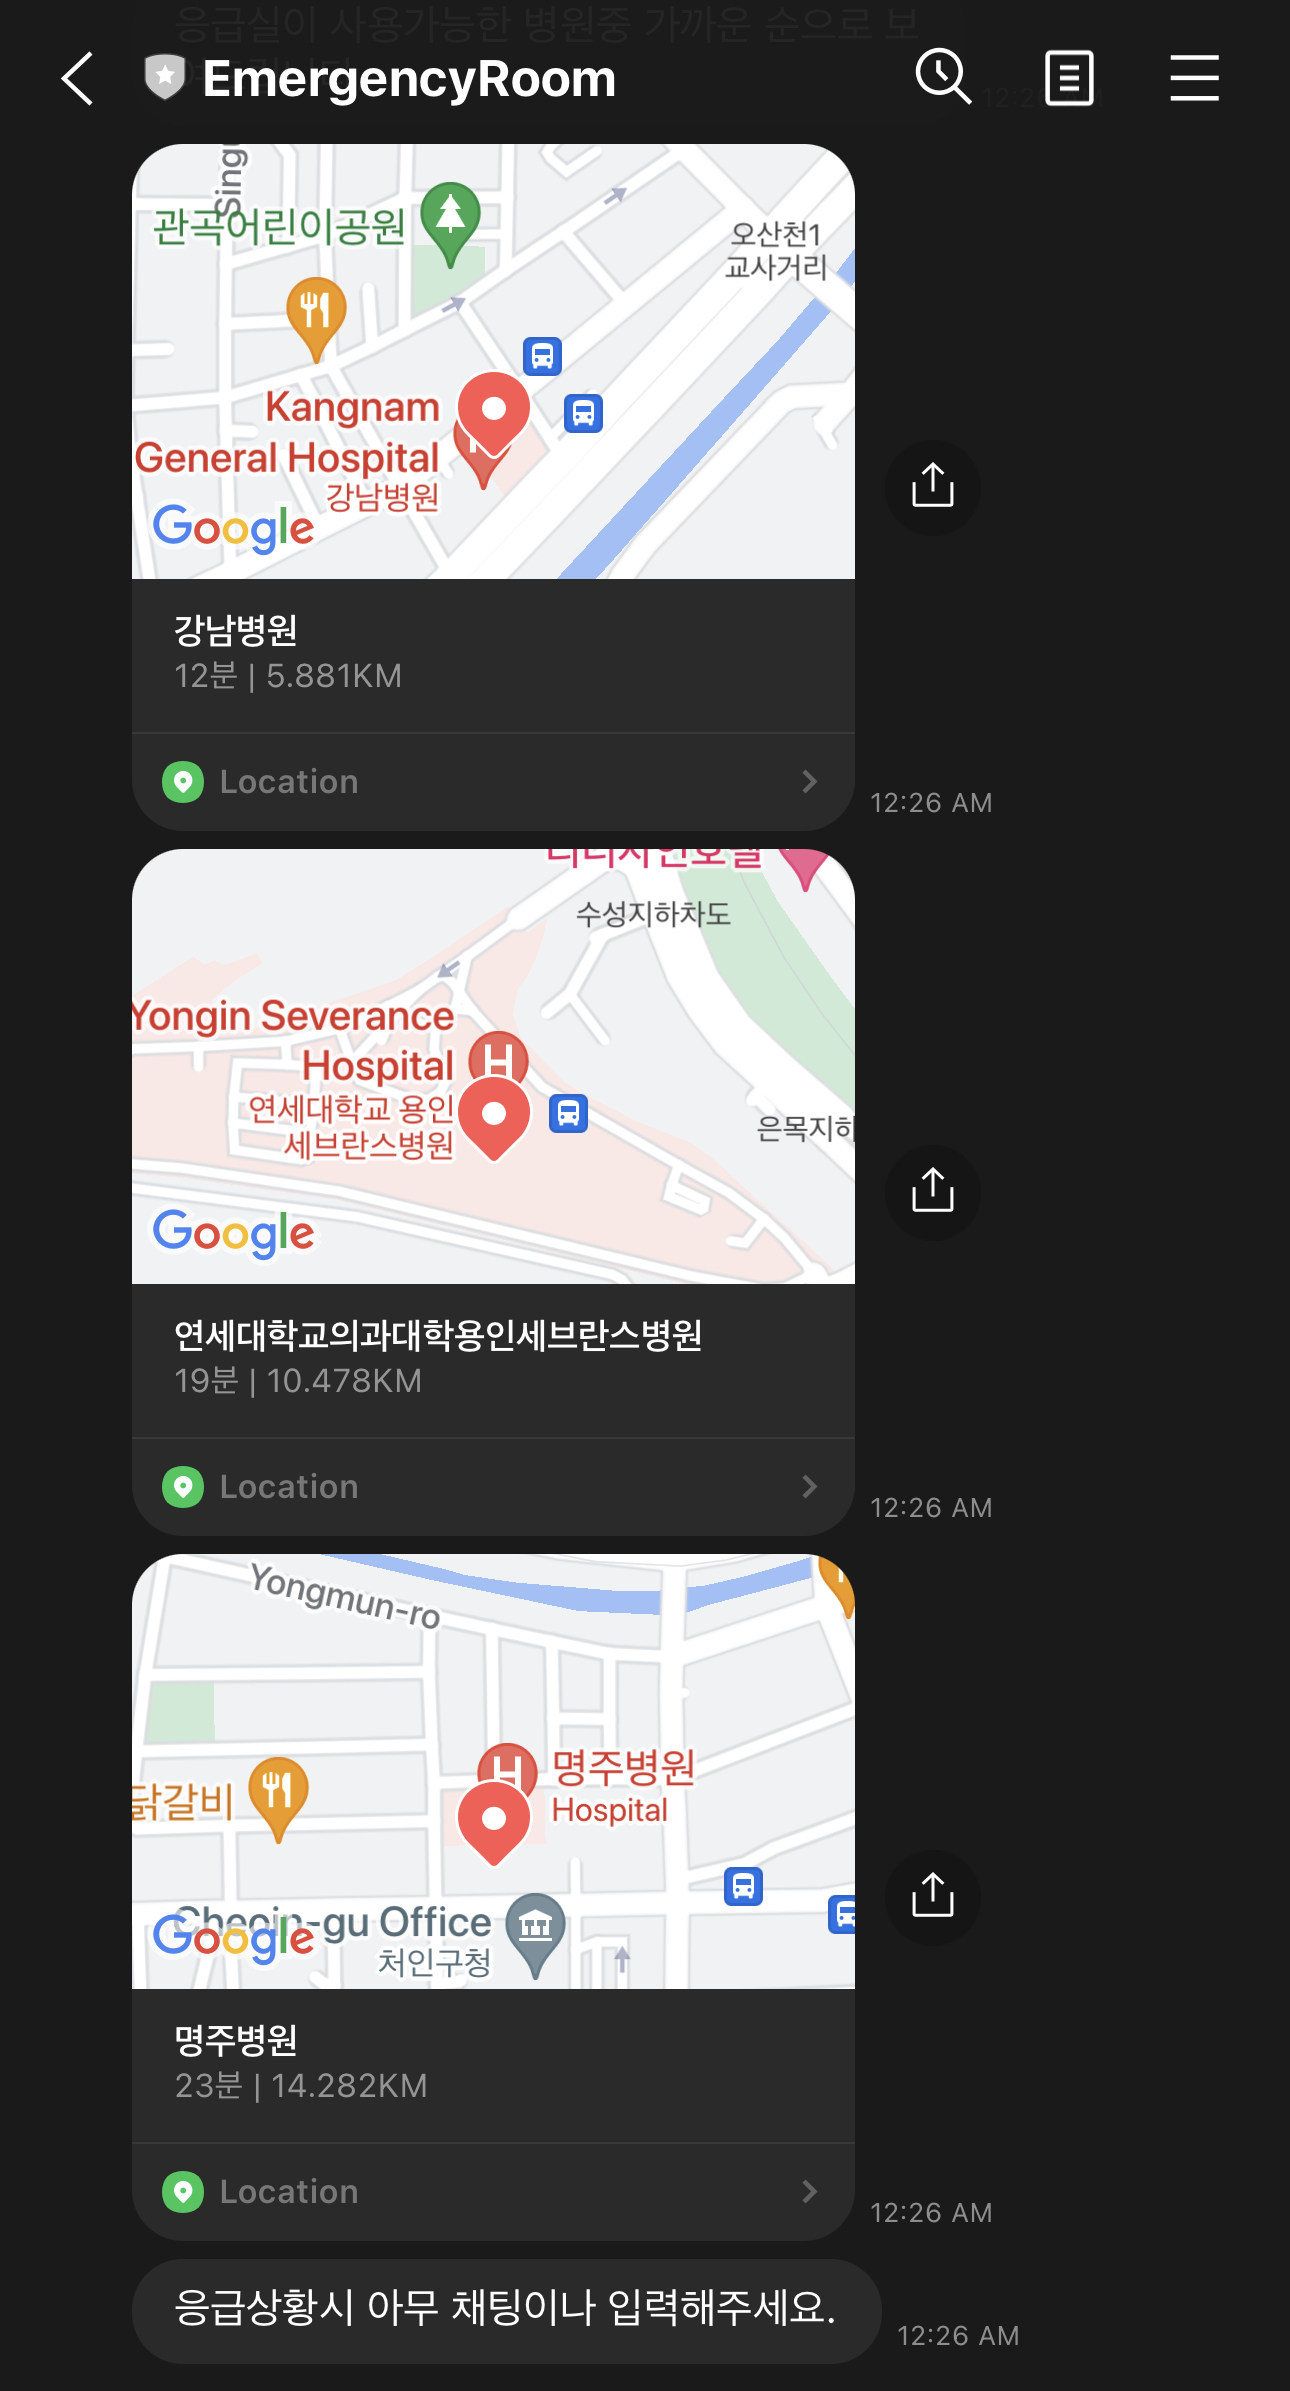 응급실이 사용가능한 병원중 가까운 순으로 보
EmergencyRoom
관곡어린이공원
오산천1
교사거리
Kangnam
General Hospital
강남병원
Google
강남병원
12분 | 5.881KM
Location
12:26 AM
수성지하차도
Yongin Severance
Hospital
연세대학교 용인
세브란스병원
은목지하
Google
연세대학교의과대학용인세브란스병원
19분 | 10.478KM
Location
12:26 AM
Yongmun-ro
명주병원
Hospital
닭갈비
Cheoin-gu Office
처인구청
Google
명주병원
23분 | 14.282KM
Location
12:26 AM
응급상황시 아무 채팅이나 입력해주세요.
12:26 AM